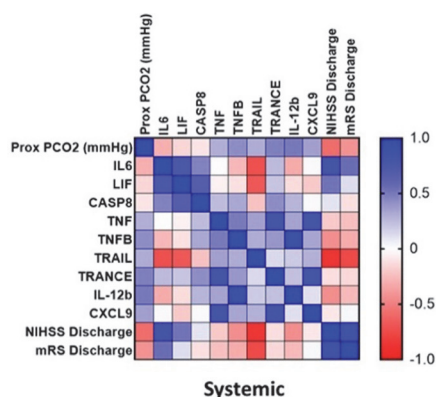 Prox PCO2 (mmHg)
IL6
LIF
CASP8
TNF
TNFB
TRAIL
TRANCE
IL-12b
CXCL9
NIHSS Discharge
mRS Discharge
Prox PCO2 (mmHg)
IL6
LIF
CASP8
TNF
TNFB
TRAIL
TRANCE
IL-12b
CXCL9
NIHSS Discharge
mRS Discharge
1.0
0.5
0
-0.5
-1.0
Systemic